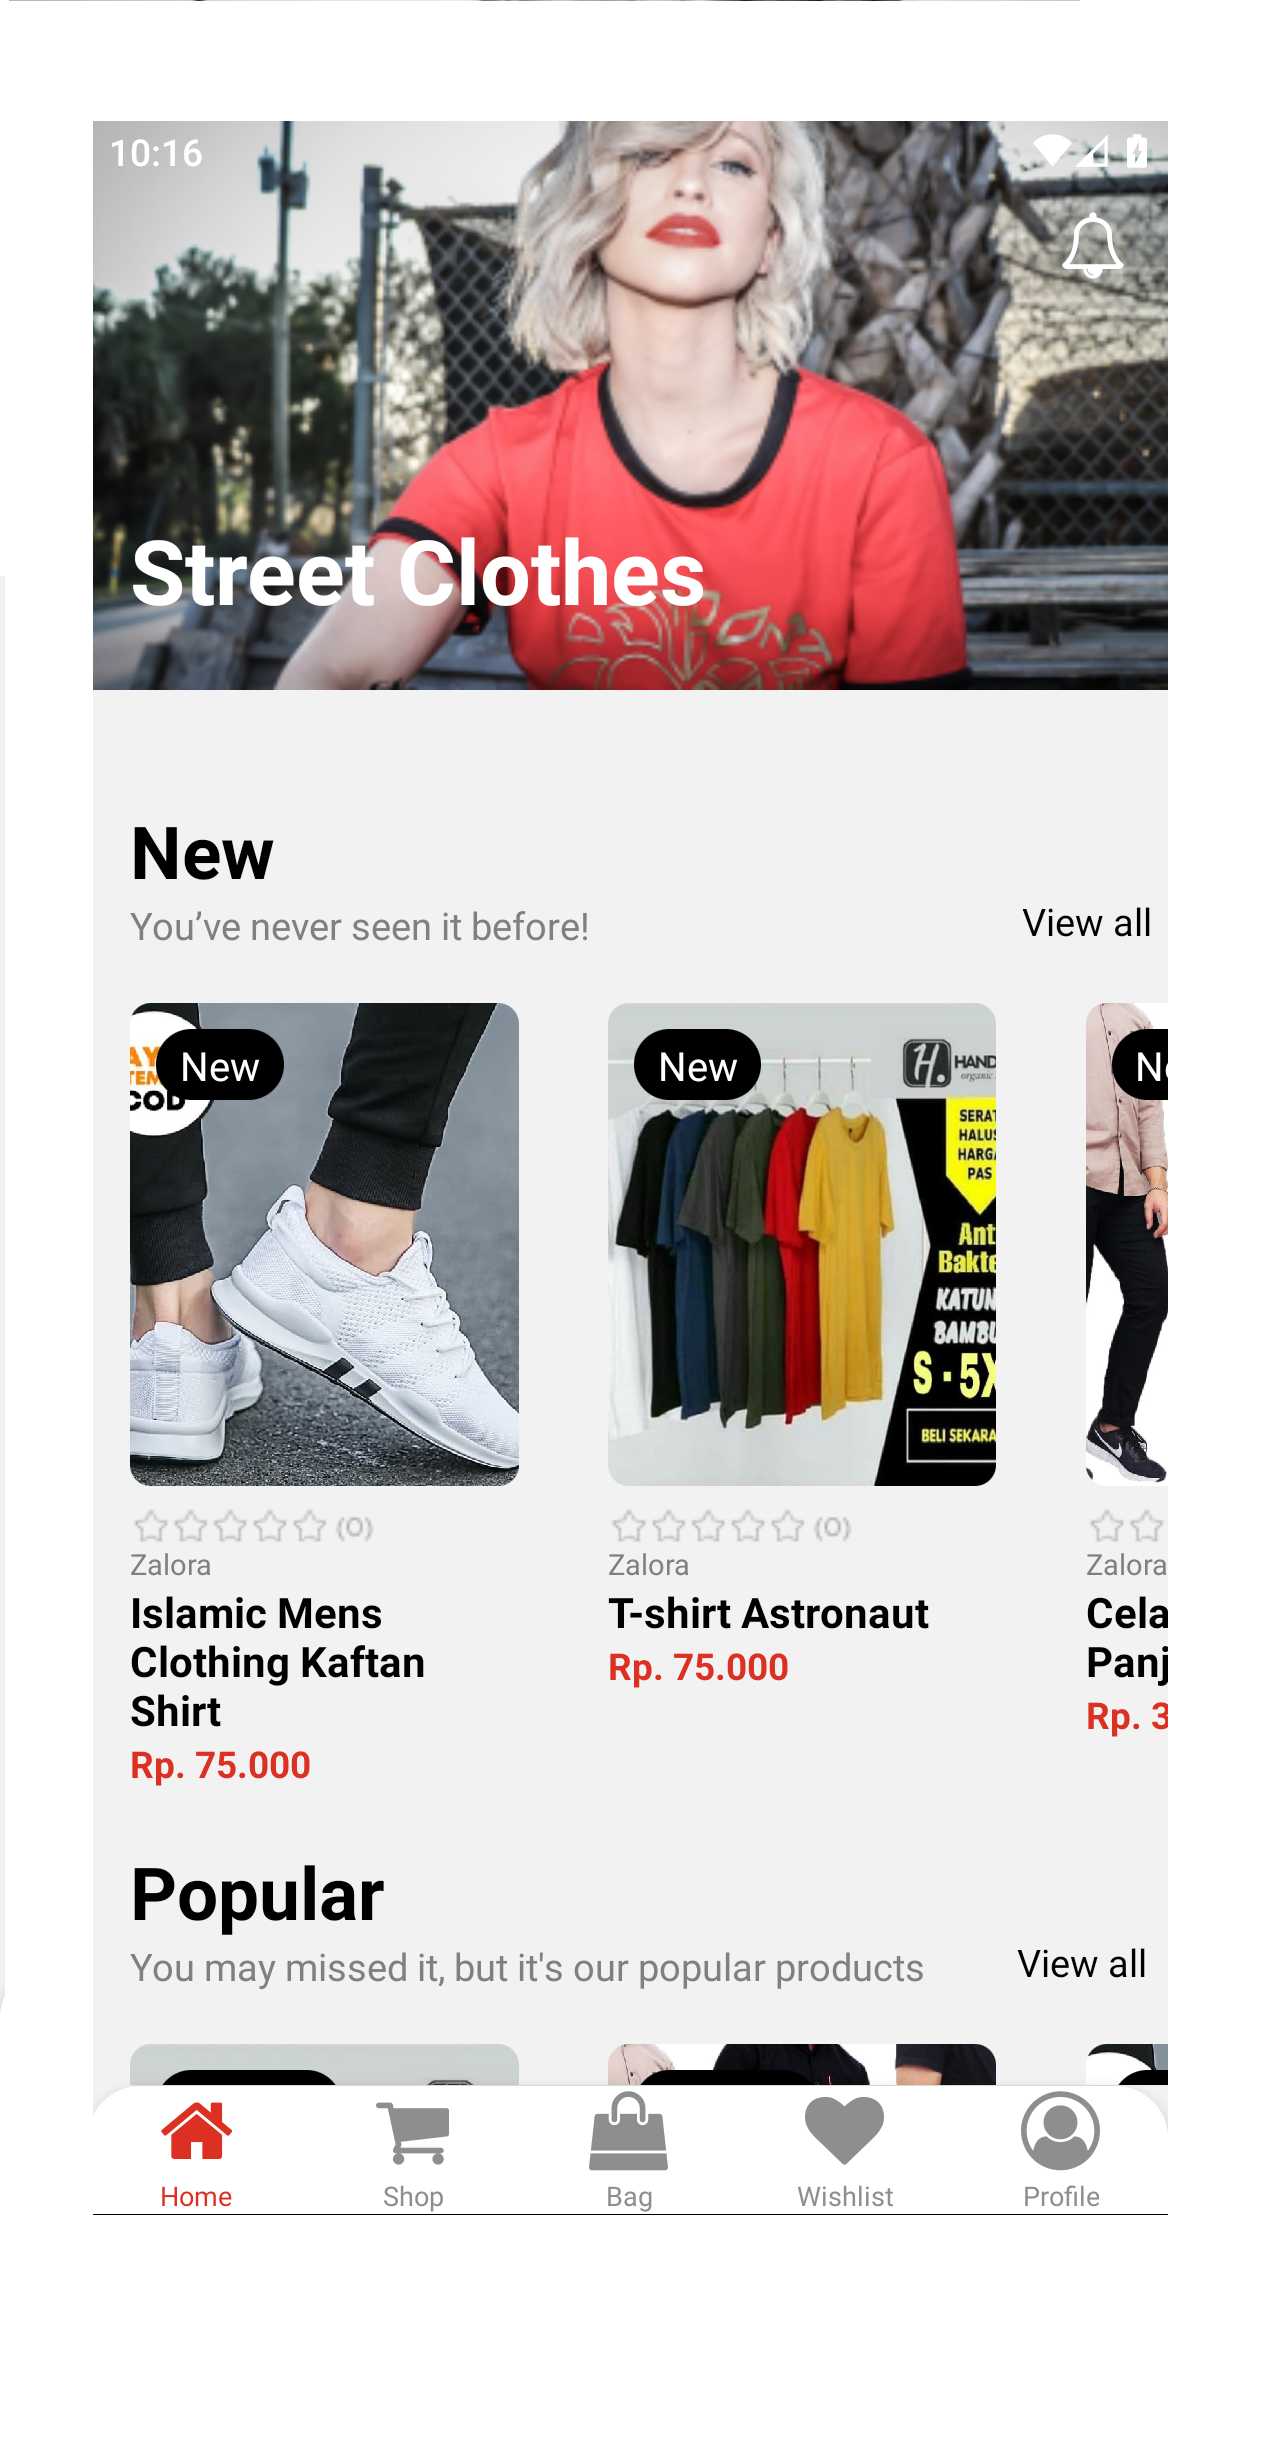 10:16
Street Clothes
New
You’ve never seen it before!
View all
New
New
COD
HAND
organic
SERAT
HALUS
HARGA
PAS
KATUN
S - 5X
BELI SEKARA
(0)
(0)
Zalora
Zalora
Zalora
Islamic Mens
Clothing Kaftan
Shirt
Rp. 75.000
T-shirt Astronaut
Rp. 75.000
Cela
Panj
Rp. 3
Popular
You may missed it, but it's our popular products
View all
Home
Shop
Bag
Wishlist
Profile